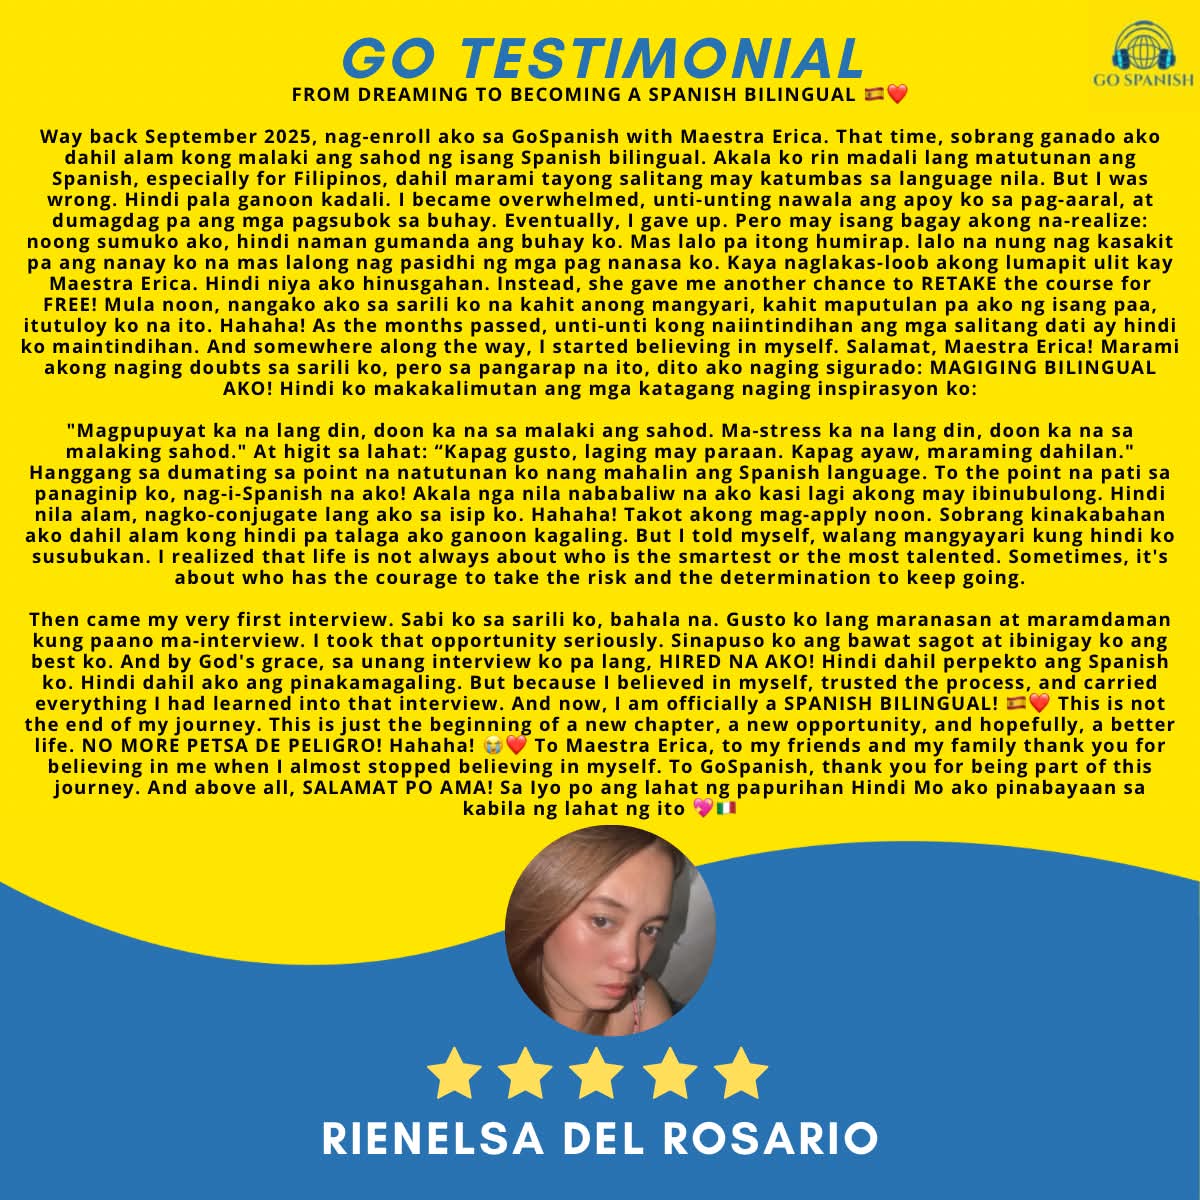 GO TESTIMONIAL
GO SPANISH
FROM DREAMING TO BECOMING A SPANISH BILINGUAL 🇪🇸❤️
Way back September 2025, nag-enroll ako sa GoSpanish with Maestra Erica. That time, sobrang ganado ako
dahil alam kong malaki ang sahod ng isang Spanish bilingual. Akala ko rin madali lang matutunan ang
Spanish, especially for Filipinos, dahil marami tayong salitang may katumbas sa language nila. But I was
wrong. Hindi pala ganoon kadali. I became overwhelmed, unti-unting nawala ang apoy ko sa pag-aaral, at
dumagdag pa ang mga pagsubok sa buhay. Eventually, I gave up. Pero may isang bagay akong na-realize:
noong sumuko ako, hindi naman gumanda ang buhay ko. Mas lalo pa itong humirap. lalo na nung nag kasakit
pa ang nanay ko na mas lalong nag pasidhi ng mga pag nanasa ko. Kaya naglakas-loob akong lumapit ulit kay
Maestra Erica. Hindi niya ako hinusgahan. Instead, she gave me another chance to RETAKE the course for
FREE! Mula noon, nangako ako sa sarili ko na kahit anong mangyari, kahit maputulan pa ako ng isang paa,
itutuloy ko na ito. Hahaha! As the months passed, unti-unti kong naiintindihan ang mga salitang dati ay hindi
ko maintindihan. And somewhere along the way, I started believing in myself. Salamat, Maestra Erica! Marami
akong naging doubts sa sarili ko, pero sa pangarap na ito, dito ako naging sigurado: MAGIGING BILINGUAL
AKO! Hindi ko makakalimutan ang mga katagang naging inspirasyon ko:
"Magpupuyat ka na lang din, doon ka na sa malaki ang sahod. Ma-stress ka na lang din, doon ka na sa
malaking sahod." At higit sa lahat: “Kapag gusto, laging may paraan. Kapag ayaw, maraming dahilan."
Hanggang sa dumating sa point na natutunan ko nang mahalin ang Spanish language. To the point na pati sa
panaginip ko, nag-i-Spanish na ako! Akala nga nila nababaliw na ako kasi lagi akong may ibinubulong. Hindi
nila alam, nagko-conjugate lang ako sa isip ko. Hahaha! Takot akong mag-apply noon. Sobrang kinakabahan
ako dahil alam kong hindi pa talaga ako ganoon kagaling. But I told myself, walang mangyayari kung hindi ko
susubukan. I realized that life is not always about who is the smartest or the most talented. Sometimes, it's
about who has the courage to take the risk and the determination to keep going.
Then came my very first interview. Sabi ko sa sarili ko, bahala na. Gusto ko lang maranasan at maramdaman
kung paano ma-interview. I took that opportunity seriously. Sinapuso ko ang bawat sagot at ibinigay ko ang
best ko. And by God's grace, sa unang interview ko pa lang, HIRED NA AKO! Hindi dahil perpekto ang Spanish
ko. Hindi dahil ako ang pinakamagaling. But because I believed in myself, trusted the process, and carried
everything I had learned into that interview. And now, I am officially a SPANISH BILINGUAL! 🇪🇸❤️ This is not
the end of my journey. This is just the beginning of a new chapter, a new opportunity, and hopefully, a better
life. NO MORE PETSA DE PELIGRO! Hahaha! 😭❤️ To Maestra Erica, to my friends and my family thank you for
believing in me when I almost stopped believing in myself. To GoSpanish, thank you for being part of this
journey. And above all, SALAMAT PO AMA! Sa Iyo po ang lahat ng papurihan Hindi Mo ako pinabayaan sa
kabila ng lahat ng ito 💖🇮🇹
RIENELSA DEL ROSARIO